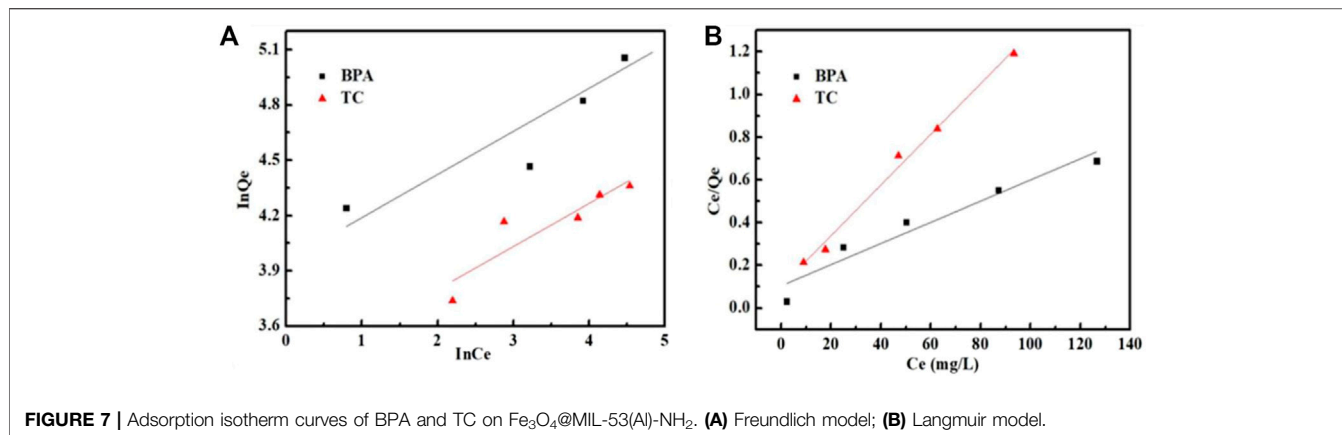 A
5.1
4.8
4.5
4.2
3.9
3.6
InQe
BPA
TC
0 1 2 3 4 5
InCe
B
1.2
1.0
0.8
0.6
0.4
0.2
0.0
Ce/Qe
BPA
TC
0 20 40 60 80 100 120 140
Ce (mg/L)
FIGURE 7 | Adsorption isotherm curves of BPA and TC on Fe₃O₄@MIL-53(Al)-NH₂. (A) Freundlich model; (B) Langmuir model.